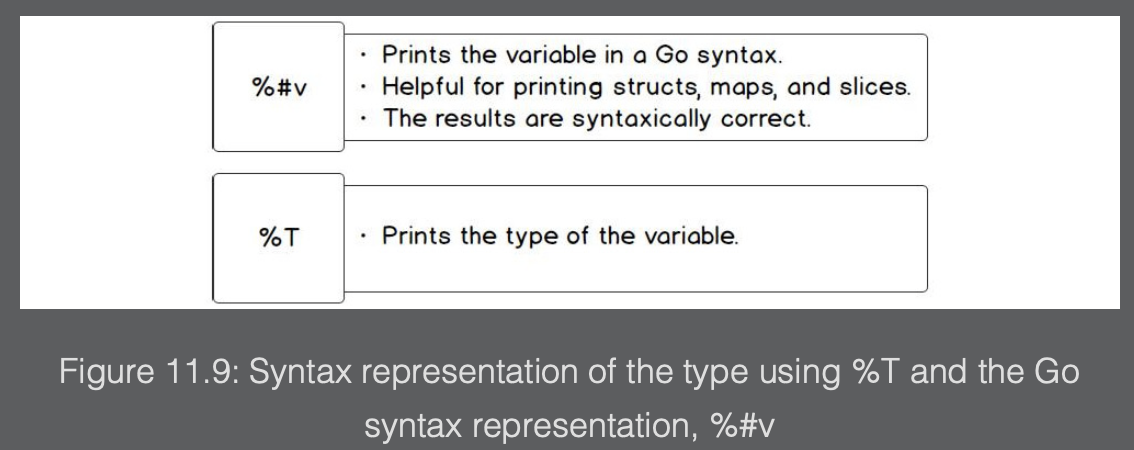 %#v
· Prints the variable in a Go syntax.
· Helpful for printing structs, maps, and slices.
· The results are syntaxically correct.
%T
· Prints the type of the variable.
Figure 11.9: Syntax representation of the type using %T and the Go
syntax representation, %#v